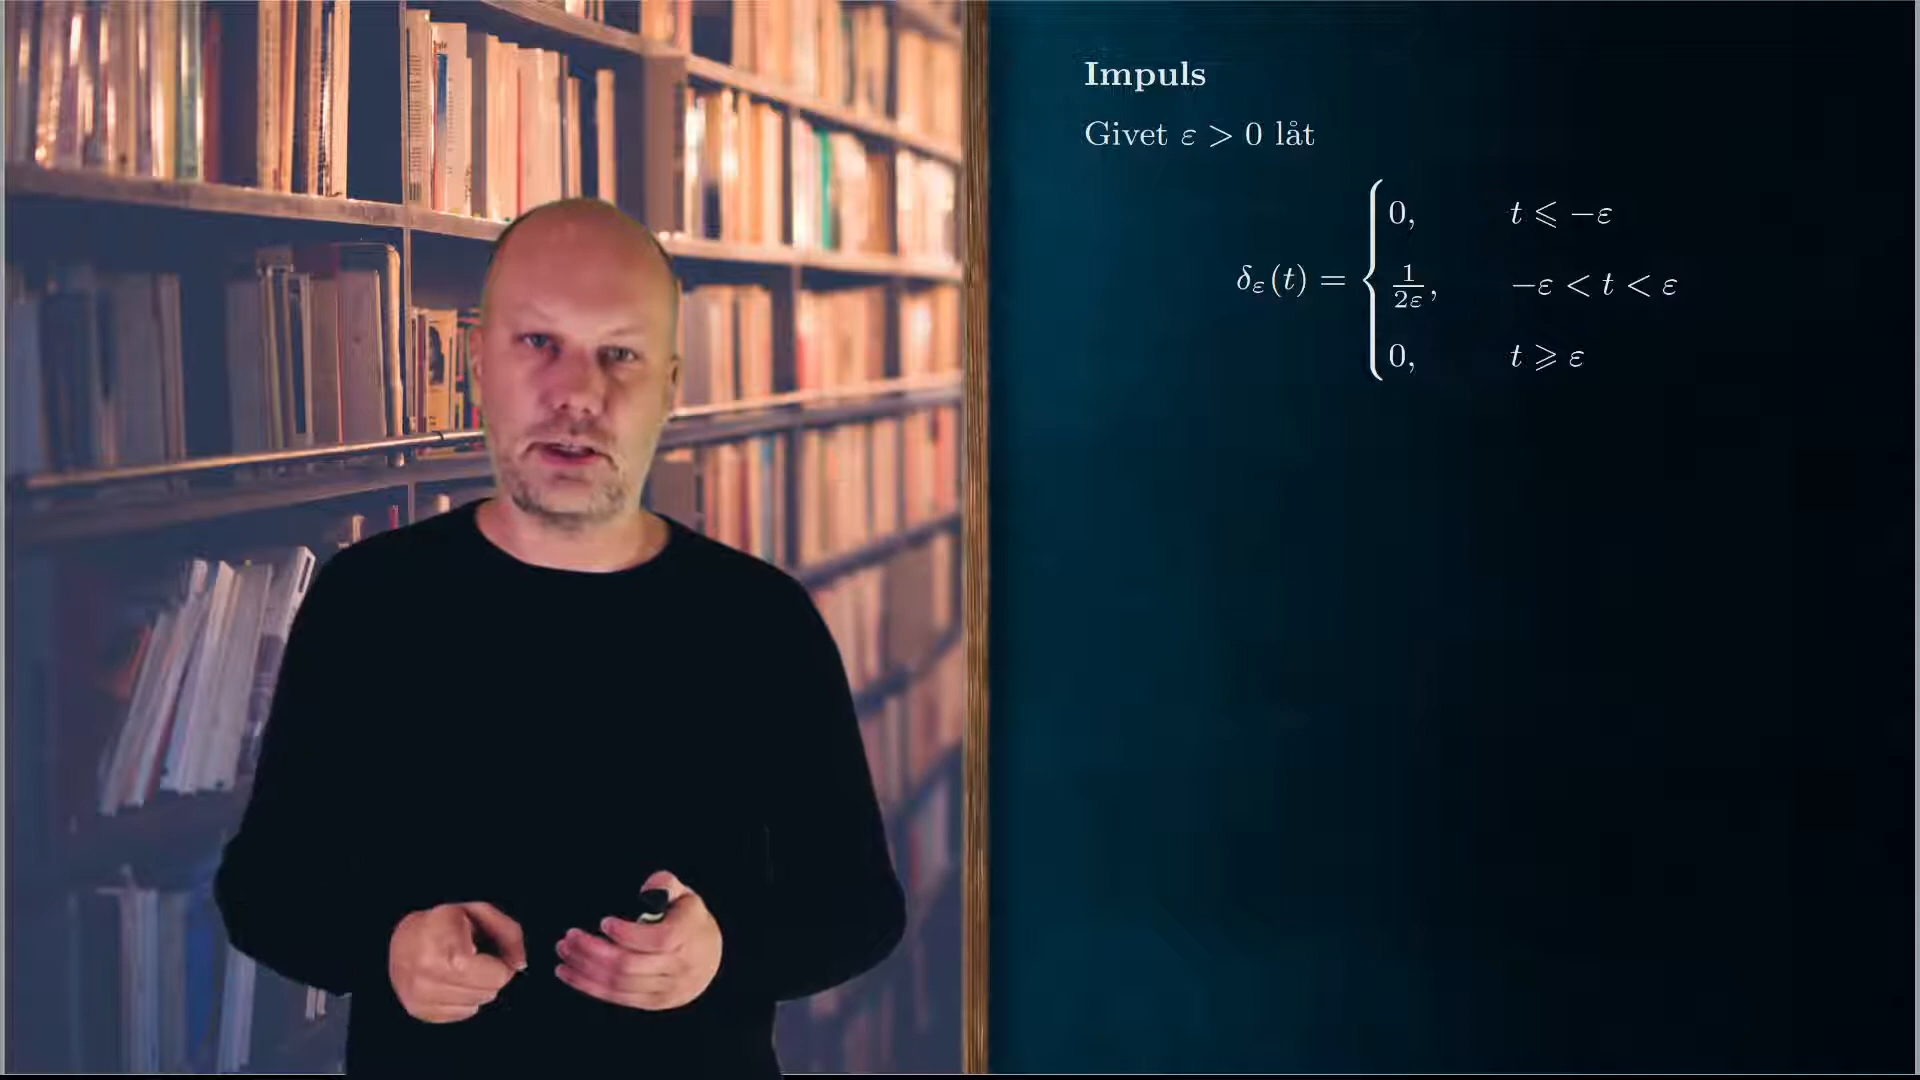 Impuls
Givet ε > 0 låt
δ_ε(t) = { 0, t ⩽ −ε
1/2ε, −ε < t < ε
0, t ⩾ ε